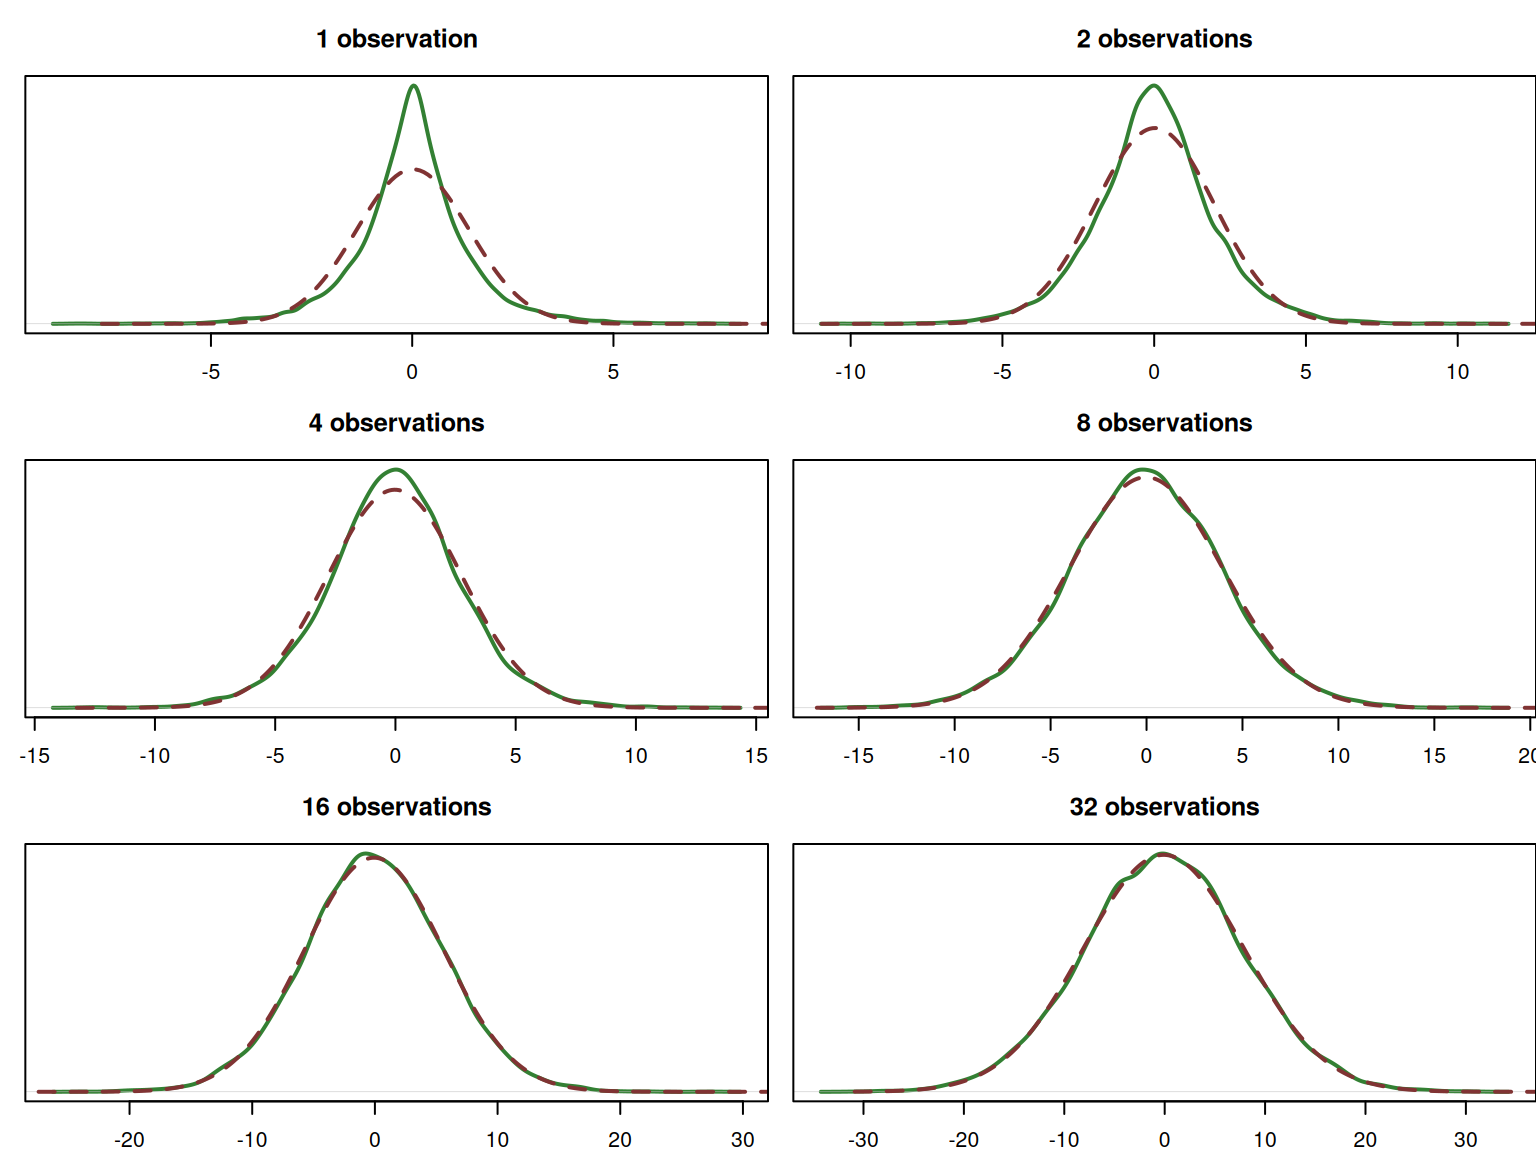 1 observation
2 observations
-5 0 5
-10 -5 0 5 10
4 observations
8 observations
-15 -10 -5 0 5 10 15
-15 -10 -5 0 5 10 15 20
16 observations
32 observations
-20 -10 0 10 20 30
-30 -20 -10 0 10 20 30